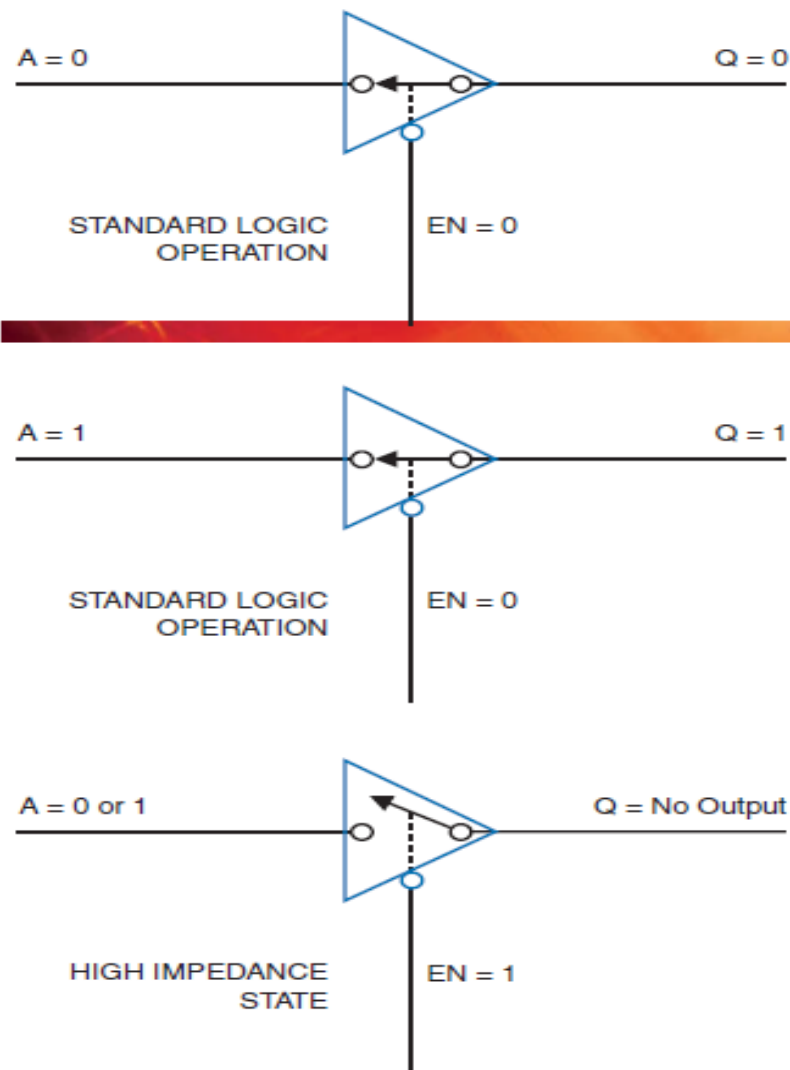 A = 0
Q = 0
STANDARD LOGIC
OPERATION
EN = 0
A = 1
Q = 1
STANDARD LOGIC
OPERATION
EN = 0
A = 0 or 1
Q = No Output
HIGH IMPEDANCE
STATE
EN = 1